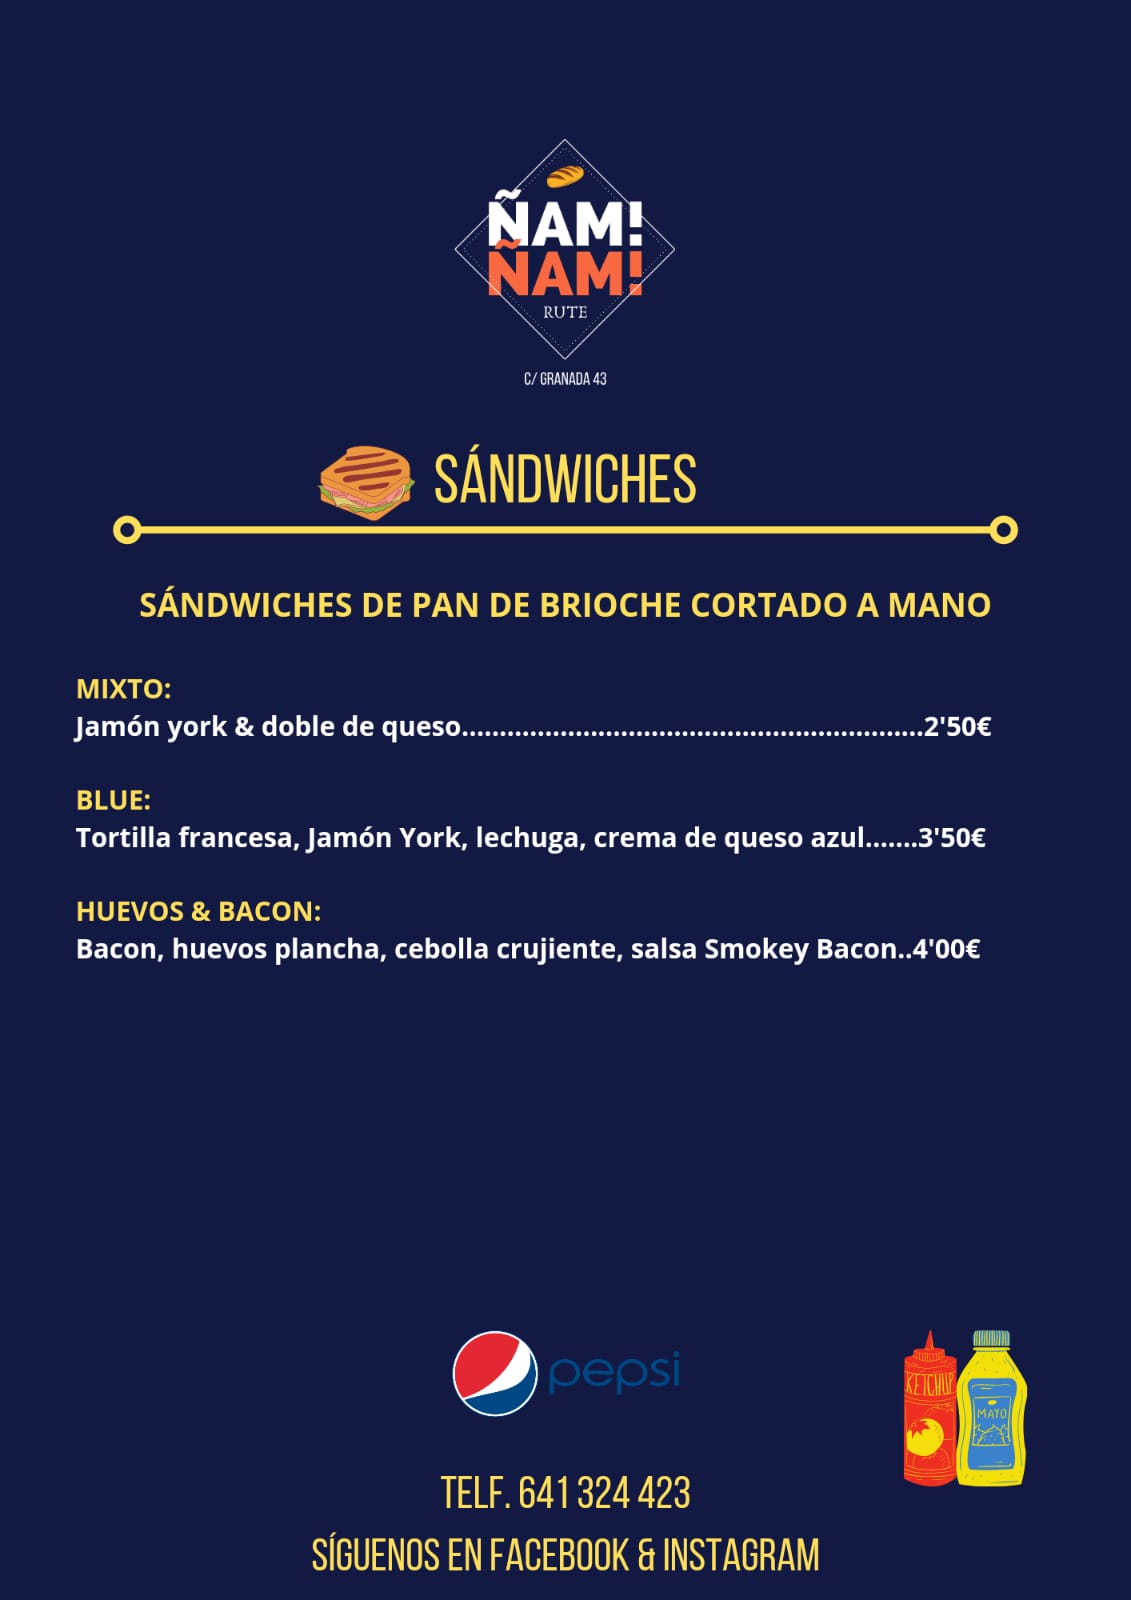 ÑAM!
ÑAM!
RUTE
C/ GRANADA 43
SÁNDWICHES
SÁNDWICHES DE PAN DE BRIOCHE CORTADO A MANO
MIXTO:
Jamón york & doble de queso.............................................................2'50€
BLUE:
Tortilla francesa, Jamón York, lechuga, crema de queso azul.......3'50€
HUEVOS & BACON:
Bacon, huevos plancha, cebolla crujiente, salsa Smokey Bacon..4'00€
pepsi
KETCHUP
MAYO
TELF. 641 324 423
SÍGUENOS EN FACEBOOK & INSTAGRAM